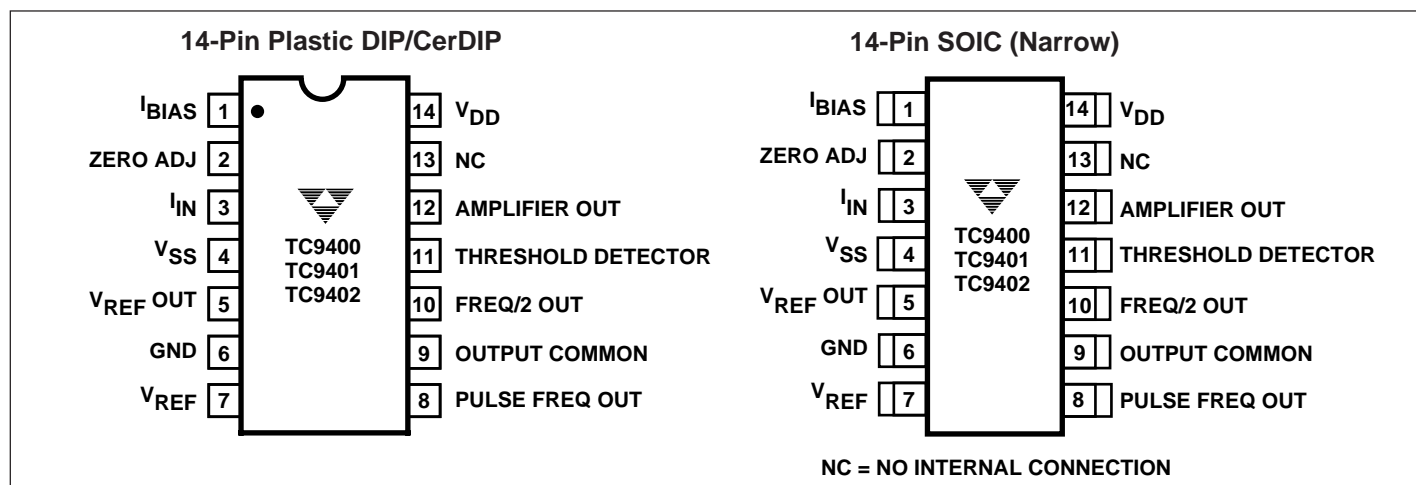 14-Pin Plastic DIP/CerDIP
IBIAS 1
ZERO ADJ 2
IIN 3
VSS 4
VREF OUT 5
GND 6
VREF 7
14 VDD
13 NC
12 AMPLIFIER OUT
11 THRESHOLD DETECTOR
10 FREQ/2 OUT
9 OUTPUT COMMON
8 PULSE FREQ OUT
TC9400
TC9401
TC9402
14-Pin SOIC (Narrow)
IBIAS 1
ZERO ADJ 2
IIN 3
VSS 4
VREF OUT 5
GND 6
VREF 7
14 VDD
13 NC
12 AMPLIFIER OUT
11 THRESHOLD DETECTOR
10 FREQ/2 OUT
9 OUTPUT COMMON
8 PULSE FREQ OUT
TC9400
TC9401
TC9402
NC = NO INTERNAL CONNECTION